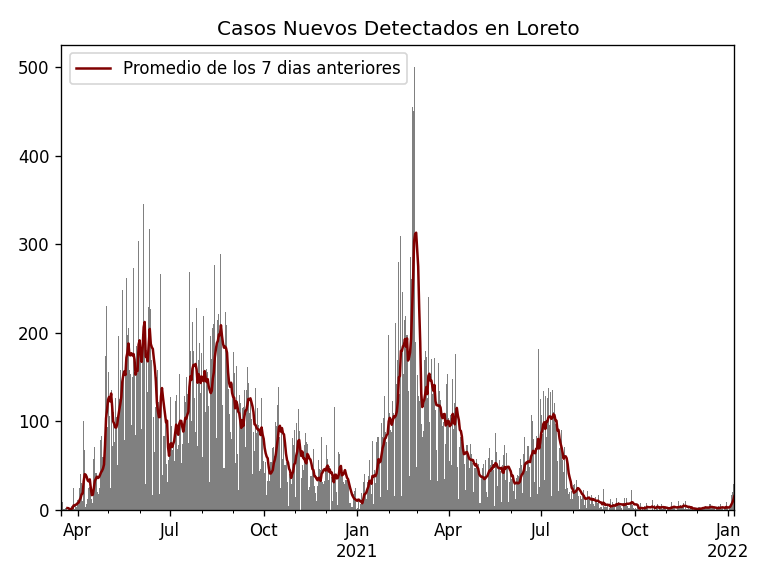 Casos Nuevos Detectados en Loreto
Promedio de los 7 dias anteriores
500
400
300
200
100
0
Apr Jul Oct Jan Apr Jul Oct Jan
2021 2022